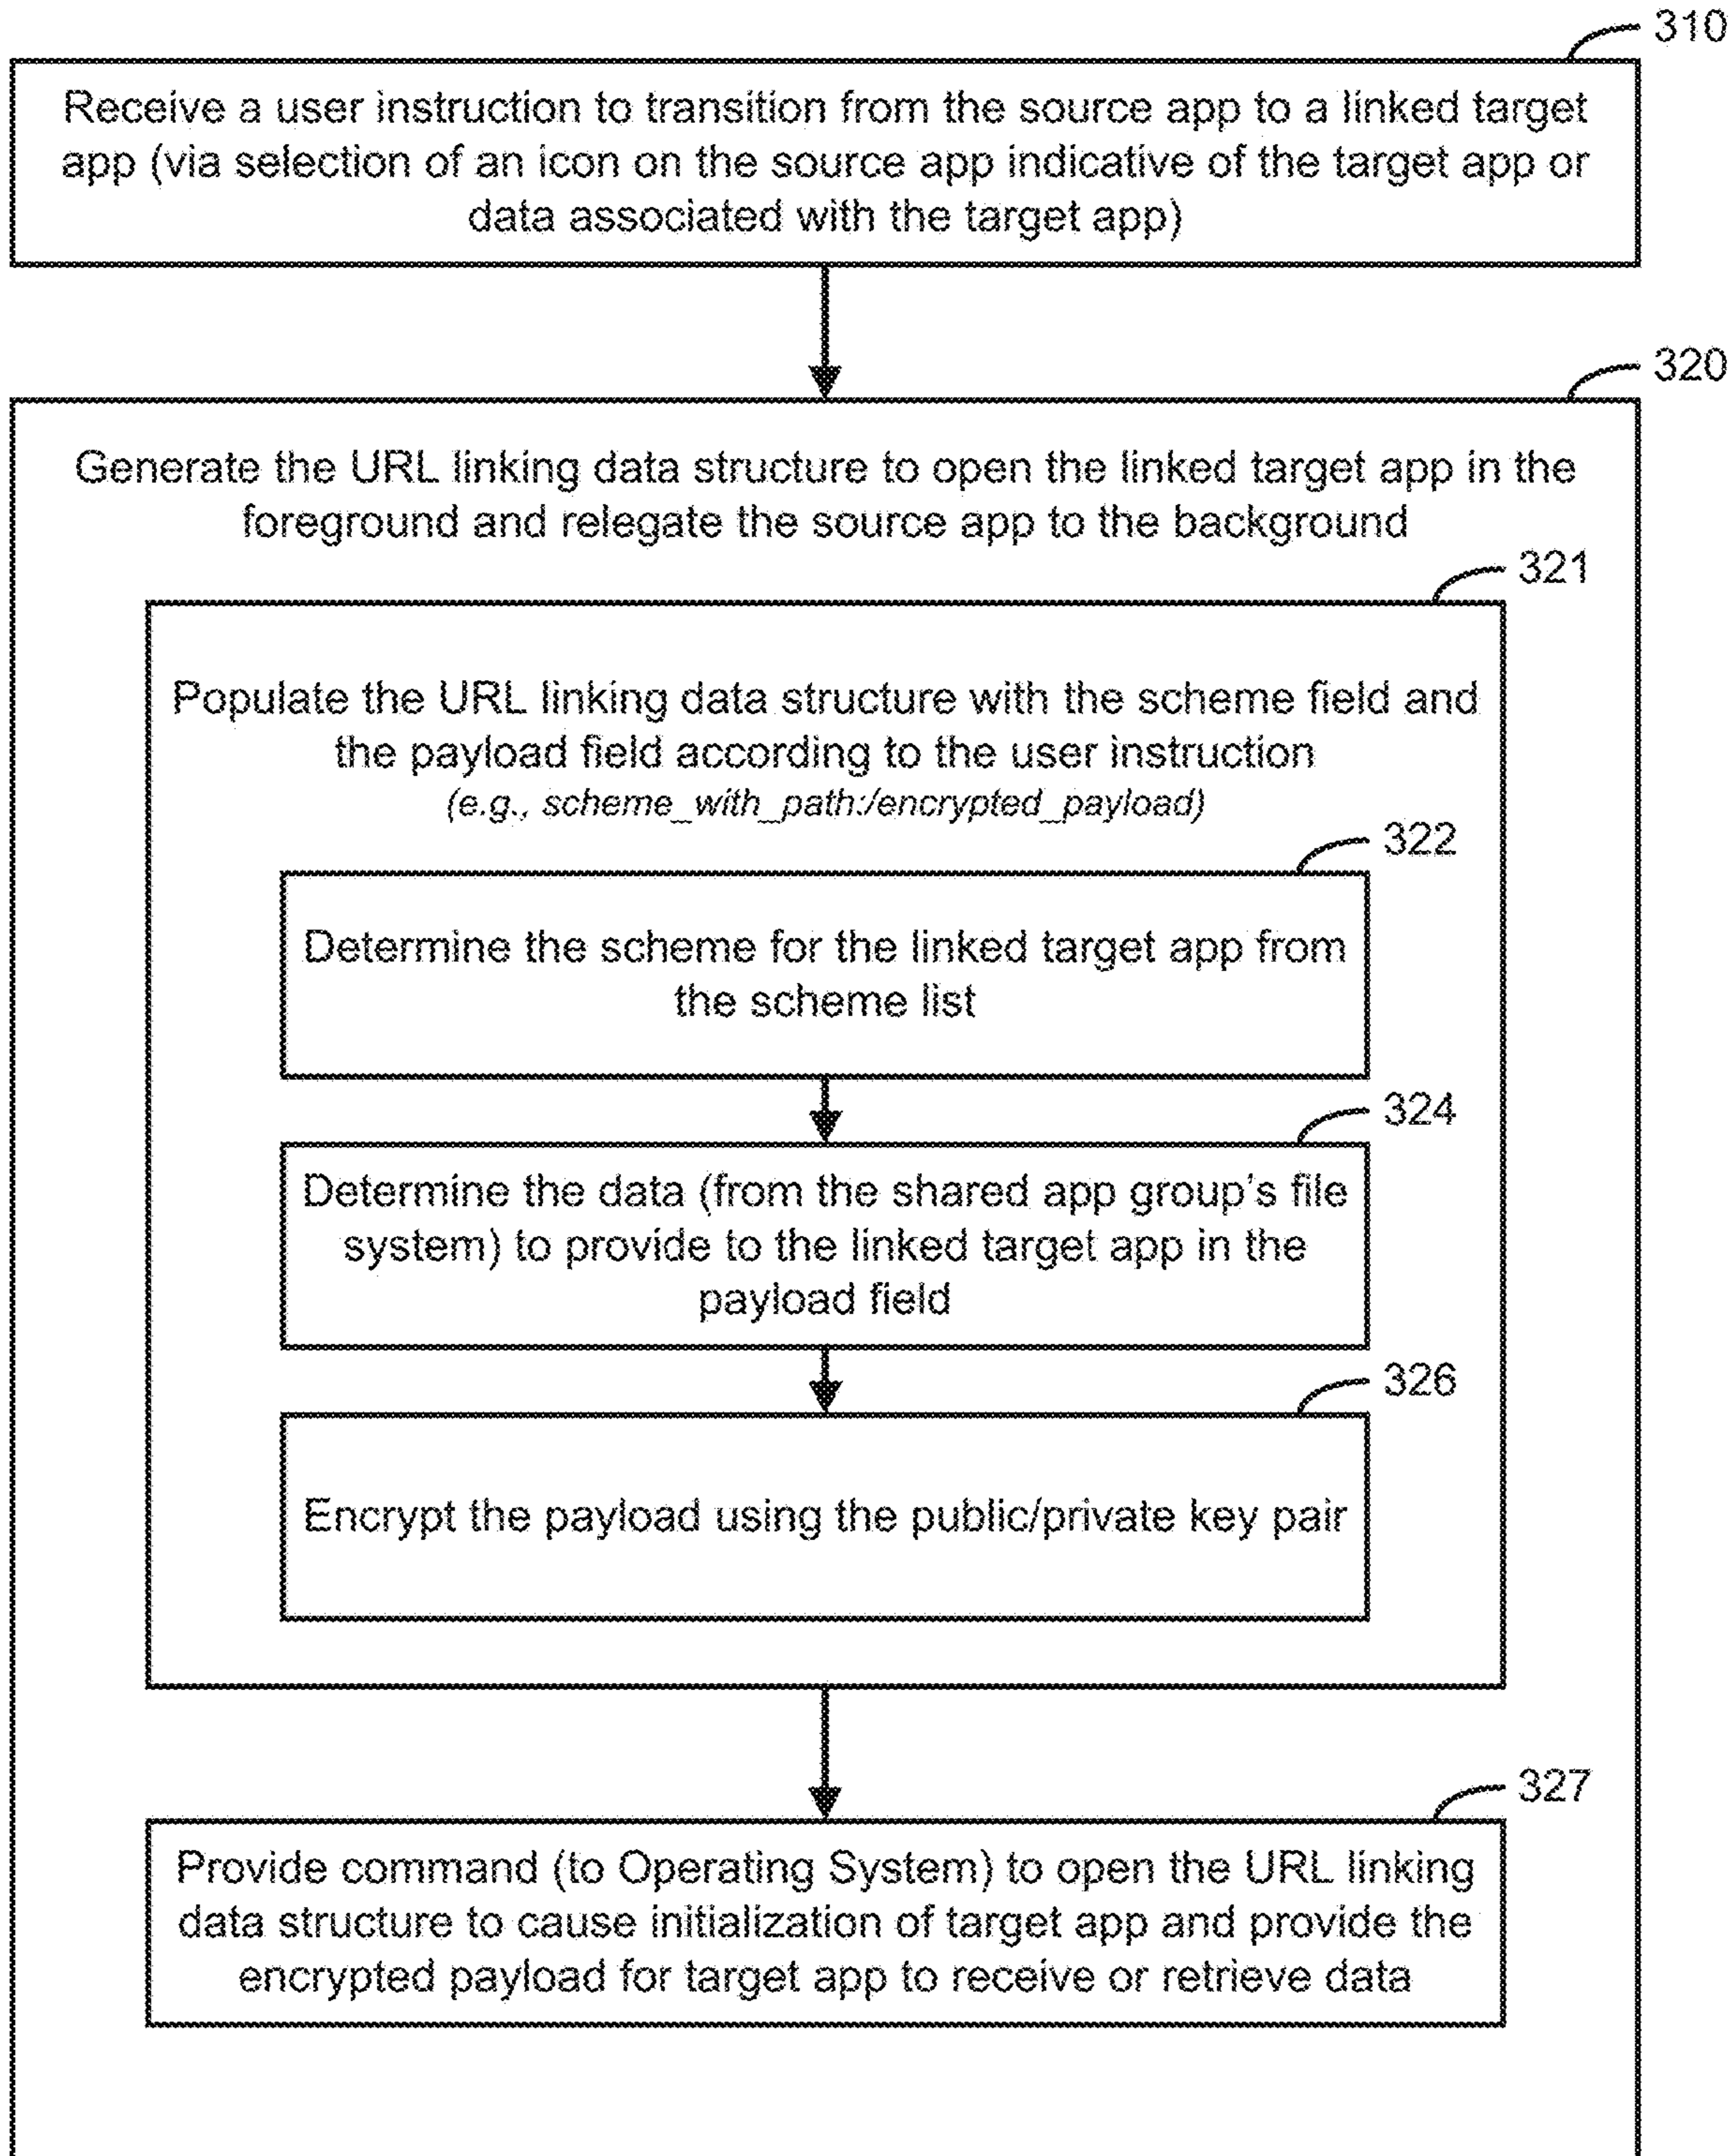 310
Receive a user instruction to transition from the source app to a linked target
app (via selection of an icon on the source app indicative of the target app or
data associated with the target app)
320
Generate the URL linking data structure to open the linked target app in the
foreground and relegate the source app to the background
321
Populate the URL linking data structure with the scheme field and
the payload field according to the user instruction
(e.g., scheme_with_path:/encrypted_payload)
322
Determine the scheme for the linked target app from
the scheme list
324
Determine the data (from the shared app group's file
system) to provide to the linked target app in the
payload field
326
Encrypt the payload using the public/private key pair
327
Provide command (to Operating System) to open the URL linking
data structure to cause initialization of target app and provide the
encrypted payload for target app to receive or retrieve data